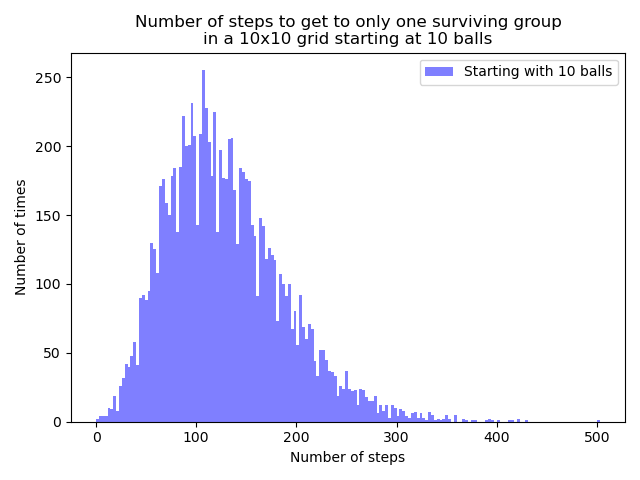 Number of steps to get to only one surviving group
in a 10x10 grid starting at 10 balls
Starting with 10 balls
Number of times
250
200
150
100
50
0
0 100 200 300 400 500
Number of steps